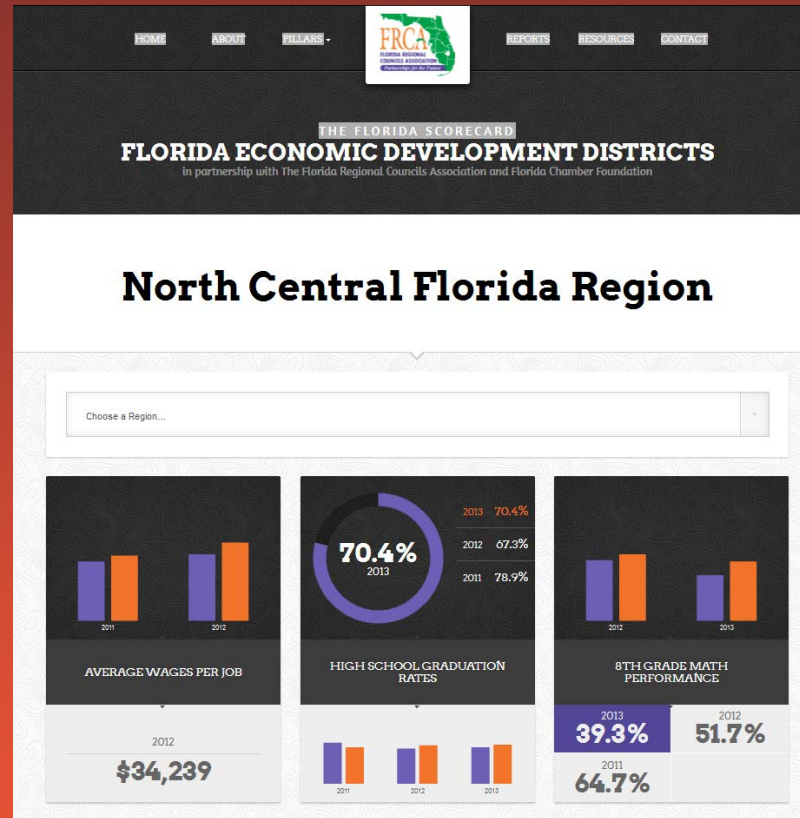 HOME ABOUT PILLARS REPORTS RESOURCES CONTACT
FRCA
FLORIDA REGIONAL
COUNCILS ASSOCIATION
Partnerships for the Future
THE FLORIDA SCORECARD
FLORIDA ECONOMIC DEVELOPMENT DISTRICTS
in partnership with The Florida Regional Councils Association and Florida Chamber Foundation
North Central Florida Region
Choose a Region...
2011 2012
AVERAGE WAGES PER JOB
2012
$34,239
70.4%
2013
2013 70.4%
2012 67.3%
2011 78.9%
HIGH SCHOOL GRADUATION
RATES
2011 2012 2013
2012 2013
8TH GRADE MATH
PERFORMANCE
2013
39.3%
2012
51.7%
2011
64.7%